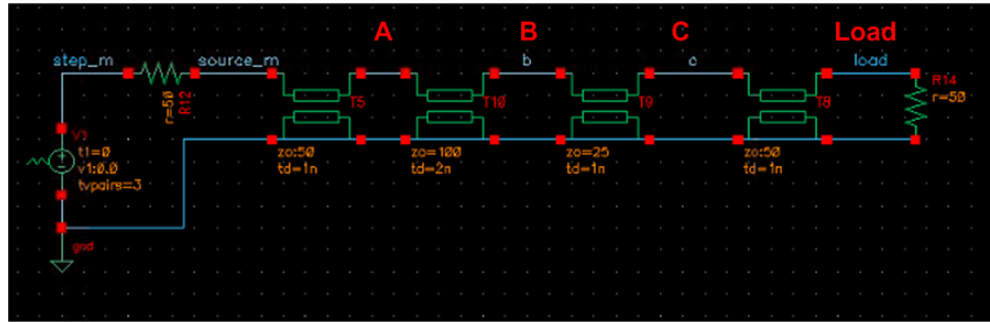 A B C Load
step_m source_m b c load
r=50 R12 T5 T10 T9 T8 R14
r=50
V3
t1=0
v1:0.0
tvpairs=3
zo:50 zo=100 zo=25 zo:50
td=1n td=2n td=1n td=1n
gnd